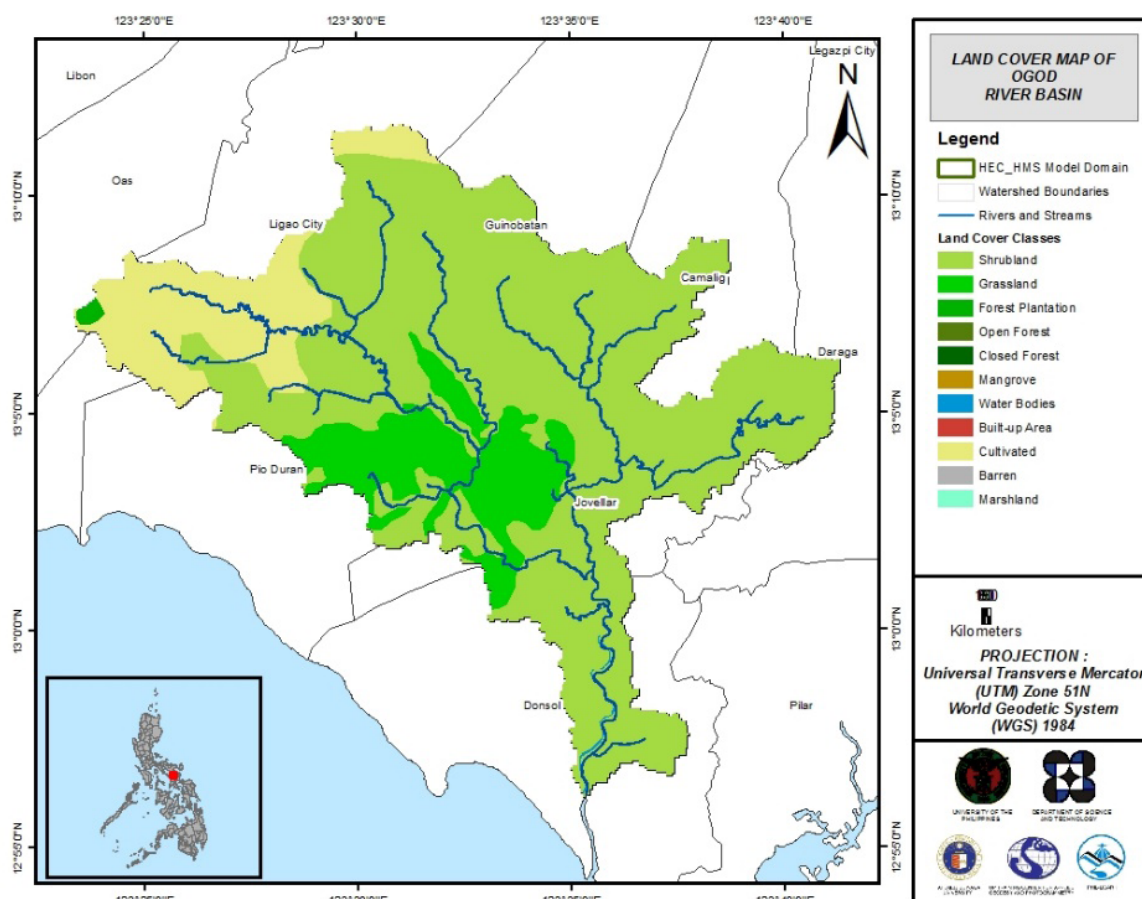 123°25'0"E 123°30'0"E 123°35'0"E 123°40'0"E
Legazpi City
Libon
N
Oas
Ligao City
Guinobatan
Camalig
Daraga
Pio Duran
Jovellar
Donsol
Pilar
13°10'0"N
13°5'0"N
13°0'0"N
12°55'0"N
13°10'0"N
13°5'0"N
13°0'0"N
12°55'0"N
LAND COVER MAP OF
OGOD
RIVER BASIN
Legend
HEC_HMS Model Domain
Watershed Boundaries
Rivers and Streams
Land Cover Classes
Shrubland
Grassland
Forest Plantation
Open Forest
Closed Forest
Mangrove
Water Bodies
Built-up Area
Cultivated
Barren
Marshland
Kilometers
PROJECTION :
Universal Transverse Mercator
(UTM) Zone 51N
World Geodetic System
(WGS) 1984
UNIVERSITY OF THE
PHILIPPINES
DEPARTMENT OF SCIENCE
AND TECHNOLOGY
UNIVERSITY